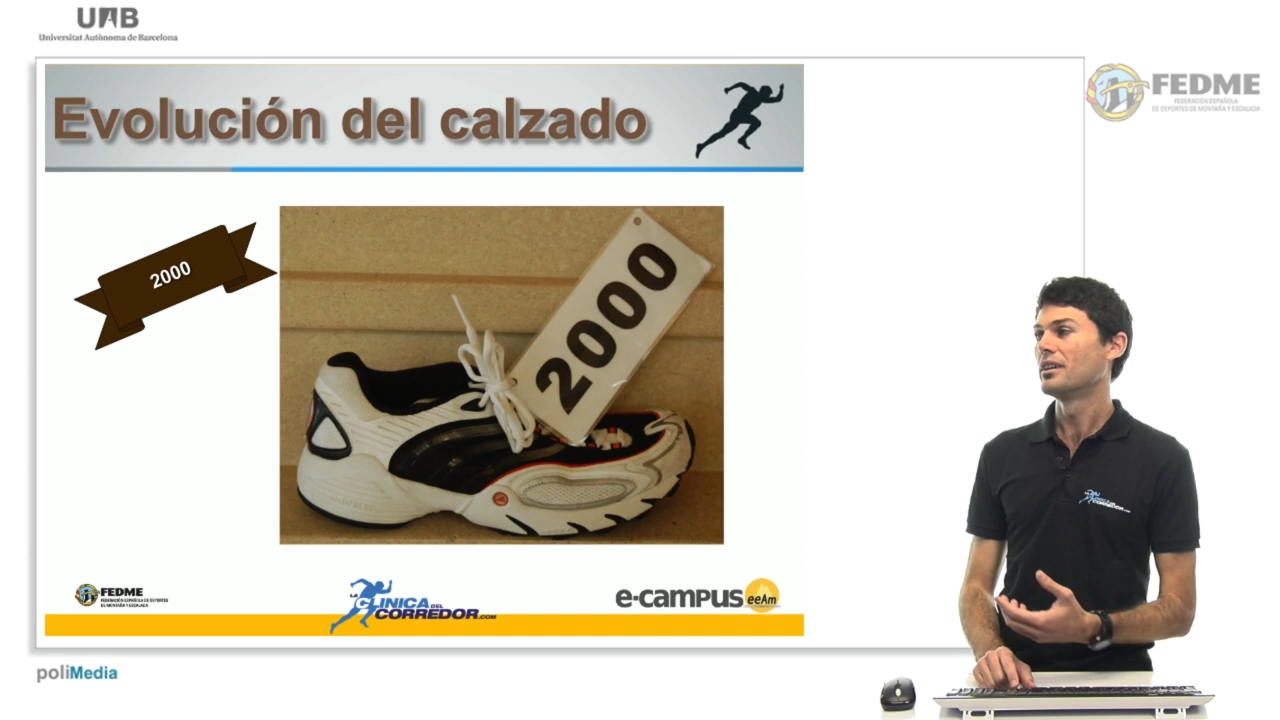 UAB
Universitat Autònoma de Barcelona
FEDME
FEDERACIÓN ESPAÑOLA
DE DEPORTES DE MONTAÑA Y ESCALADA
Evolución del calzado
2000
2000
FEDME
FEDERACIÓN ESPAÑOLA DE DEPORTES
DE MONTAÑA Y ESCALADA
LA CLINICA DEL
CORREDOR.COM
e-campus eeAm
poliMedia